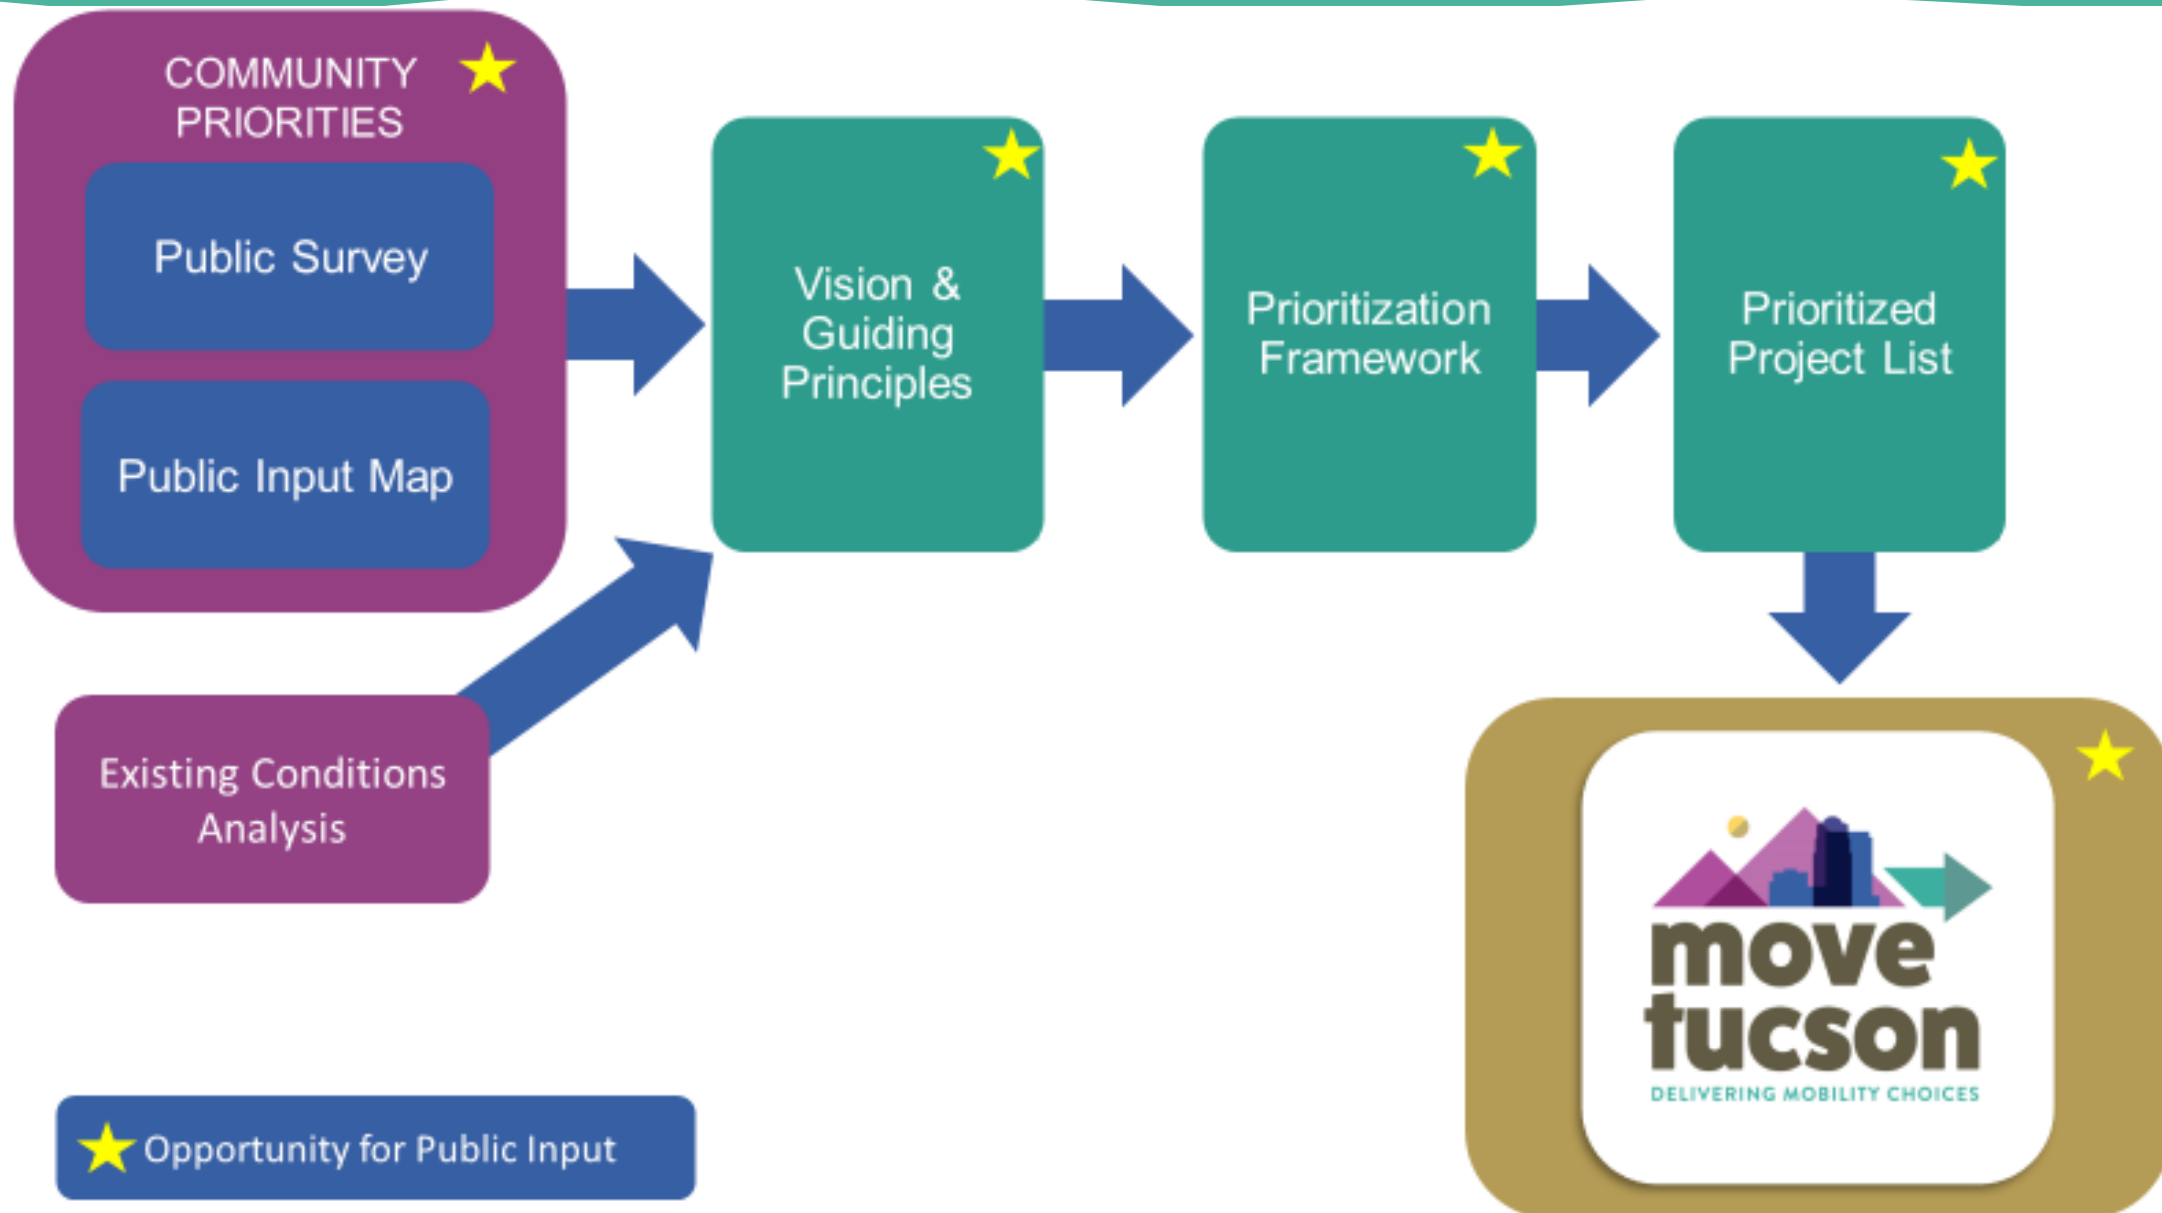 COMMUNITY
PRIORITIES
Public Survey
Public Input Map
Existing Conditions
Analysis
Vision &
Guiding
Principles
Prioritization
Framework
Prioritized
Project List
move
tucson
DELIVERING MOBILITY CHOICES
Opportunity for Public Input